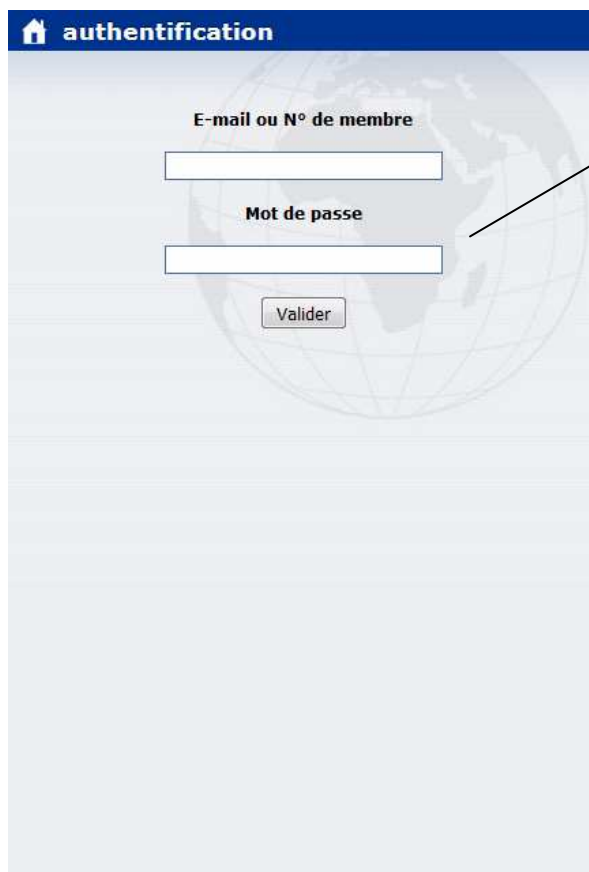 authentification
E-mail ou N° de membre
Mot de passe
Valider